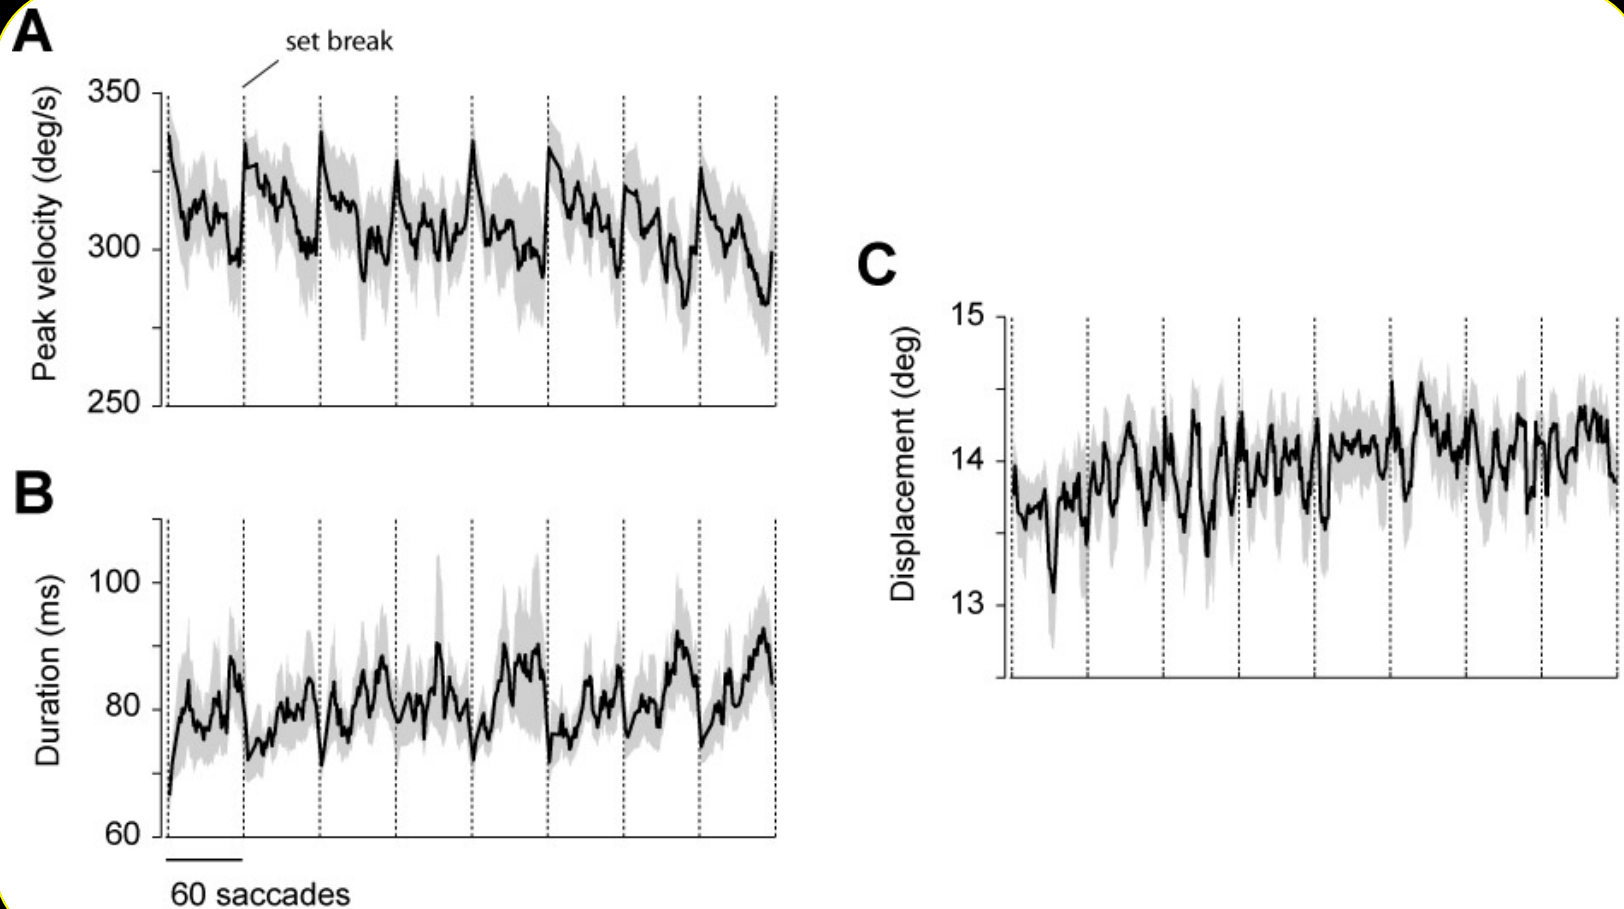 A
set break
Peak velocity (deg/s)
350
300
250
B
Duration (ms)
100
80
60
60 saccades
C
Displacement (deg)
15
14
13